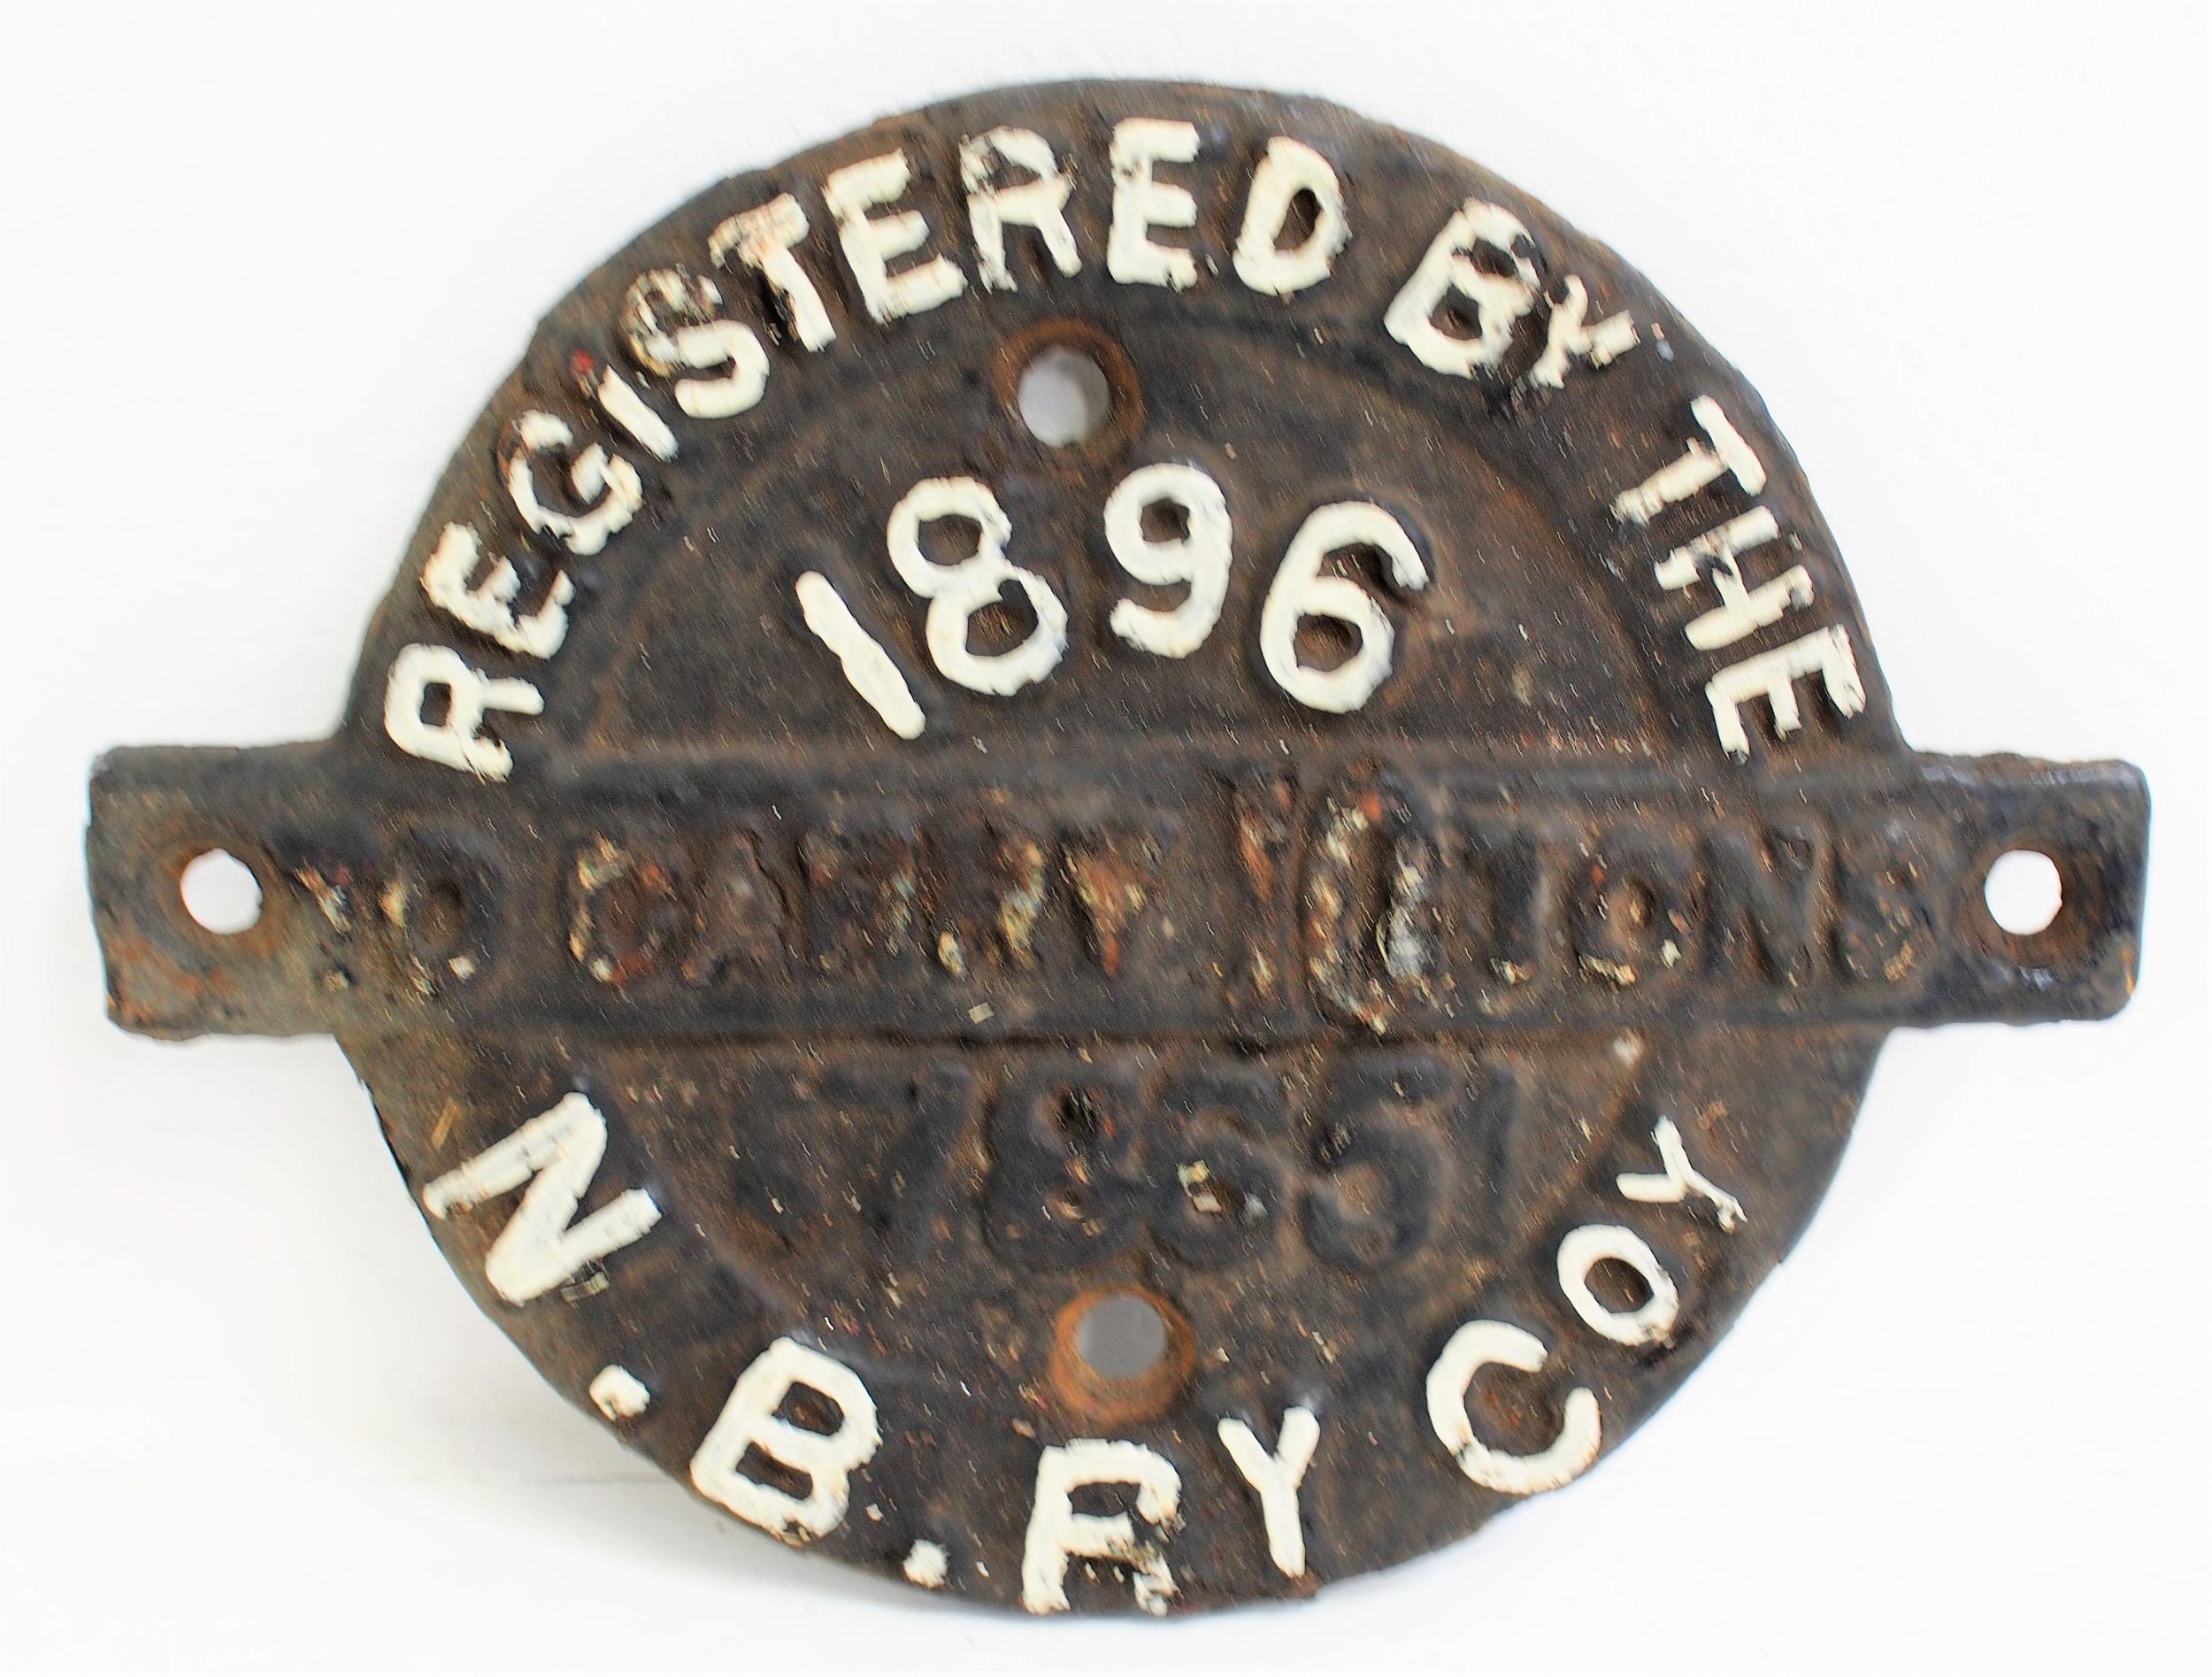 REGISTERED BY THE
1896
TO CARRY 10 TONS
N.B.RY COY